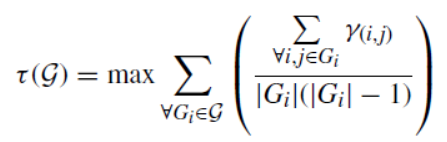 τ(𝒢) = max ∑_{∀G_i∈𝒢} ( ∑_{∀i,j∈G_i} γ_{(i,j)} / |G_i|(|G_i| − 1) )